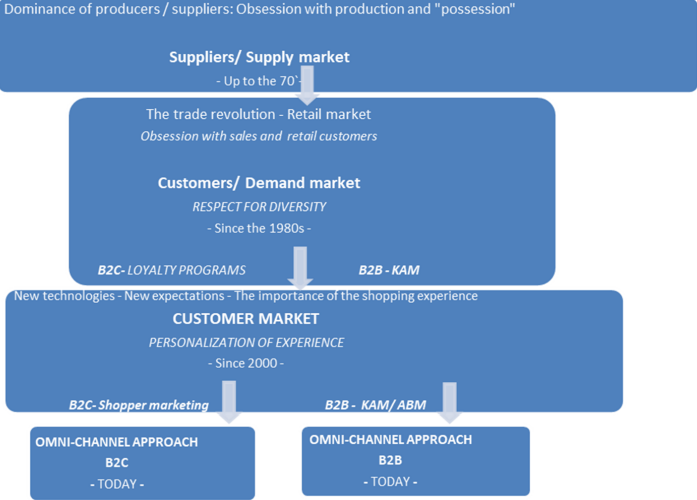 Dominance of producers / suppliers: Obsession with production and "possession"
Suppliers/ Supply market
- Up to the 70`-
The trade revolution - Retail market
Obsession with sales and retail customers
Customers/ Demand market
RESPECT FOR DIVERSITY
- Since the 1980s -
B2C- LOYALTY PROGRAMS B2B - KAM
New technologies - New expectations - The importance of the shopping experience
CUSTOMER MARKET
PERSONALIZATION OF EXPERIENCE
- Since 2000 -
B2C- Shopper marketing B2B - KAM/ ABM
OMNI-CHANNEL APPROACH
B2C
- TODAY -
OMNI-CHANNEL APPROACH
B2B
- TODAY -